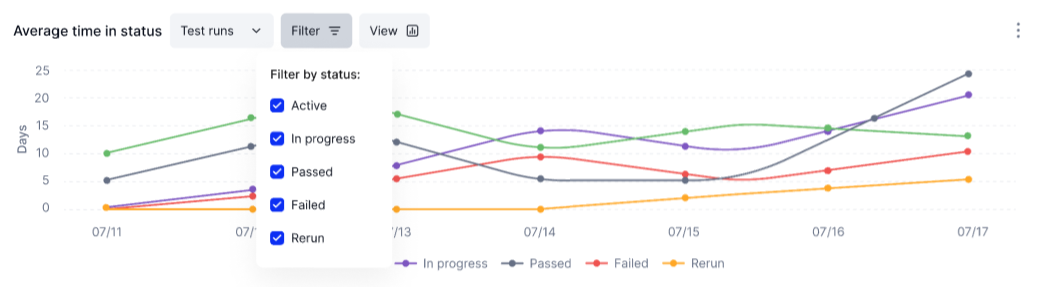 Average time in status Test runs Filter View
Filter by status:
Active
In progress
Passed
Failed
Rerun
Days
25
20
15
10
5
0
07/11 07/ /13 07/14 07/15 07/16 07/17
In progress Passed Failed Rerun